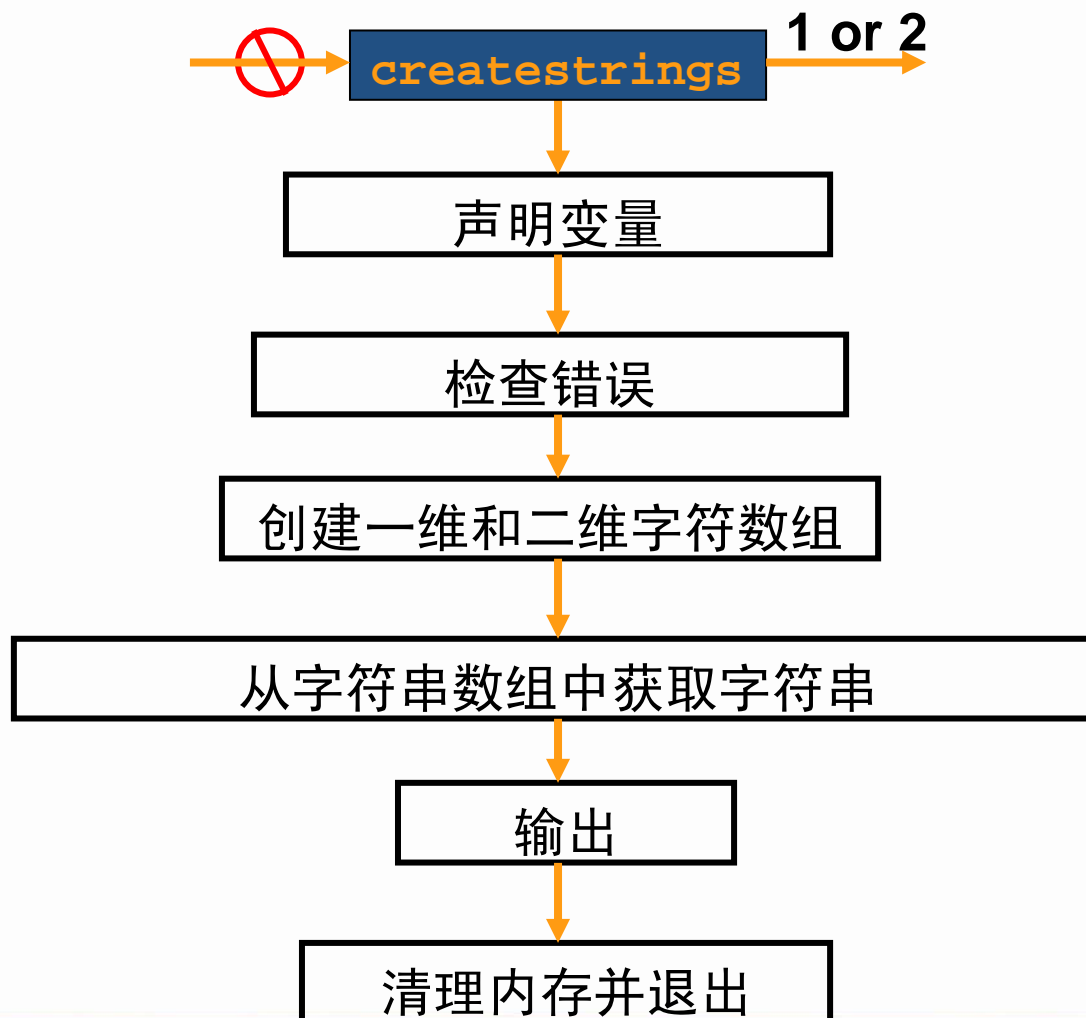 1 or 2
createstrings
声明变量
检查错误
创建一维和二维字符数组
从字符串数组中获取字符串
输出
清理内存并退出